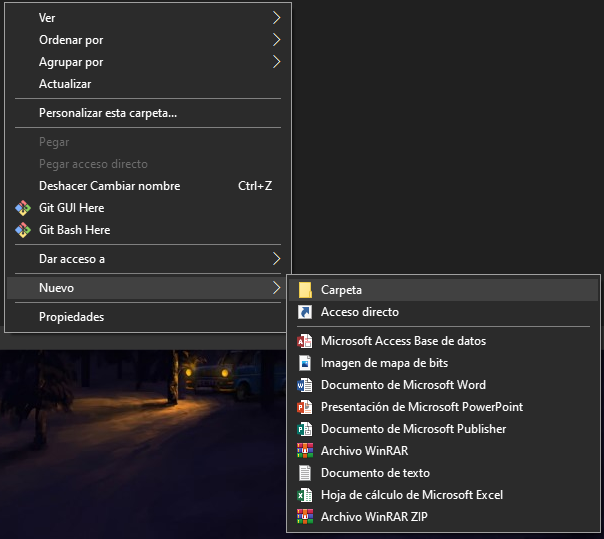 Ver
Ordenar por
Agrupar por
Actualizar
Personalizar esta carpeta...
Pegar
Pegar acceso directo
Deshacer Cambiar nombre Ctrl+Z
Git GUI Here
Git Bash Here
Dar acceso a
Nuevo
Propiedades
Carpeta
Acceso directo
Microsoft Access Base de datos
Imagen de mapa de bits
Documento de Microsoft Word
Presentación de Microsoft PowerPoint
Documento de Microsoft Publisher
Archivo WinRAR
Documento de texto
Hoja de cálculo de Microsoft Excel
Archivo WinRAR ZIP